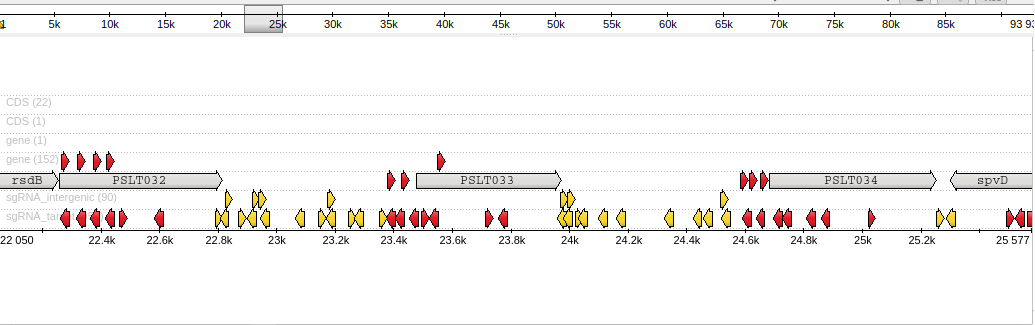 1 5k 10k 15k 20k 25k 30k 35k 40k 45k 50k 55k 60k 65k 70k 75k 80k 85k 93 93
CDS (22)
CDS (1)
gene (1)
gene (152)
rsdB PSLT032 PSLT033 PSLT034 spvD
sgRNA_intergenic (90)
22 050 22.4k 22.6k 22.8k 23k 23.2k 23.4k 23.6k 23.8k 24k 24.2k 24.4k 24.6k 24.8k 25k 25.2k 25 577